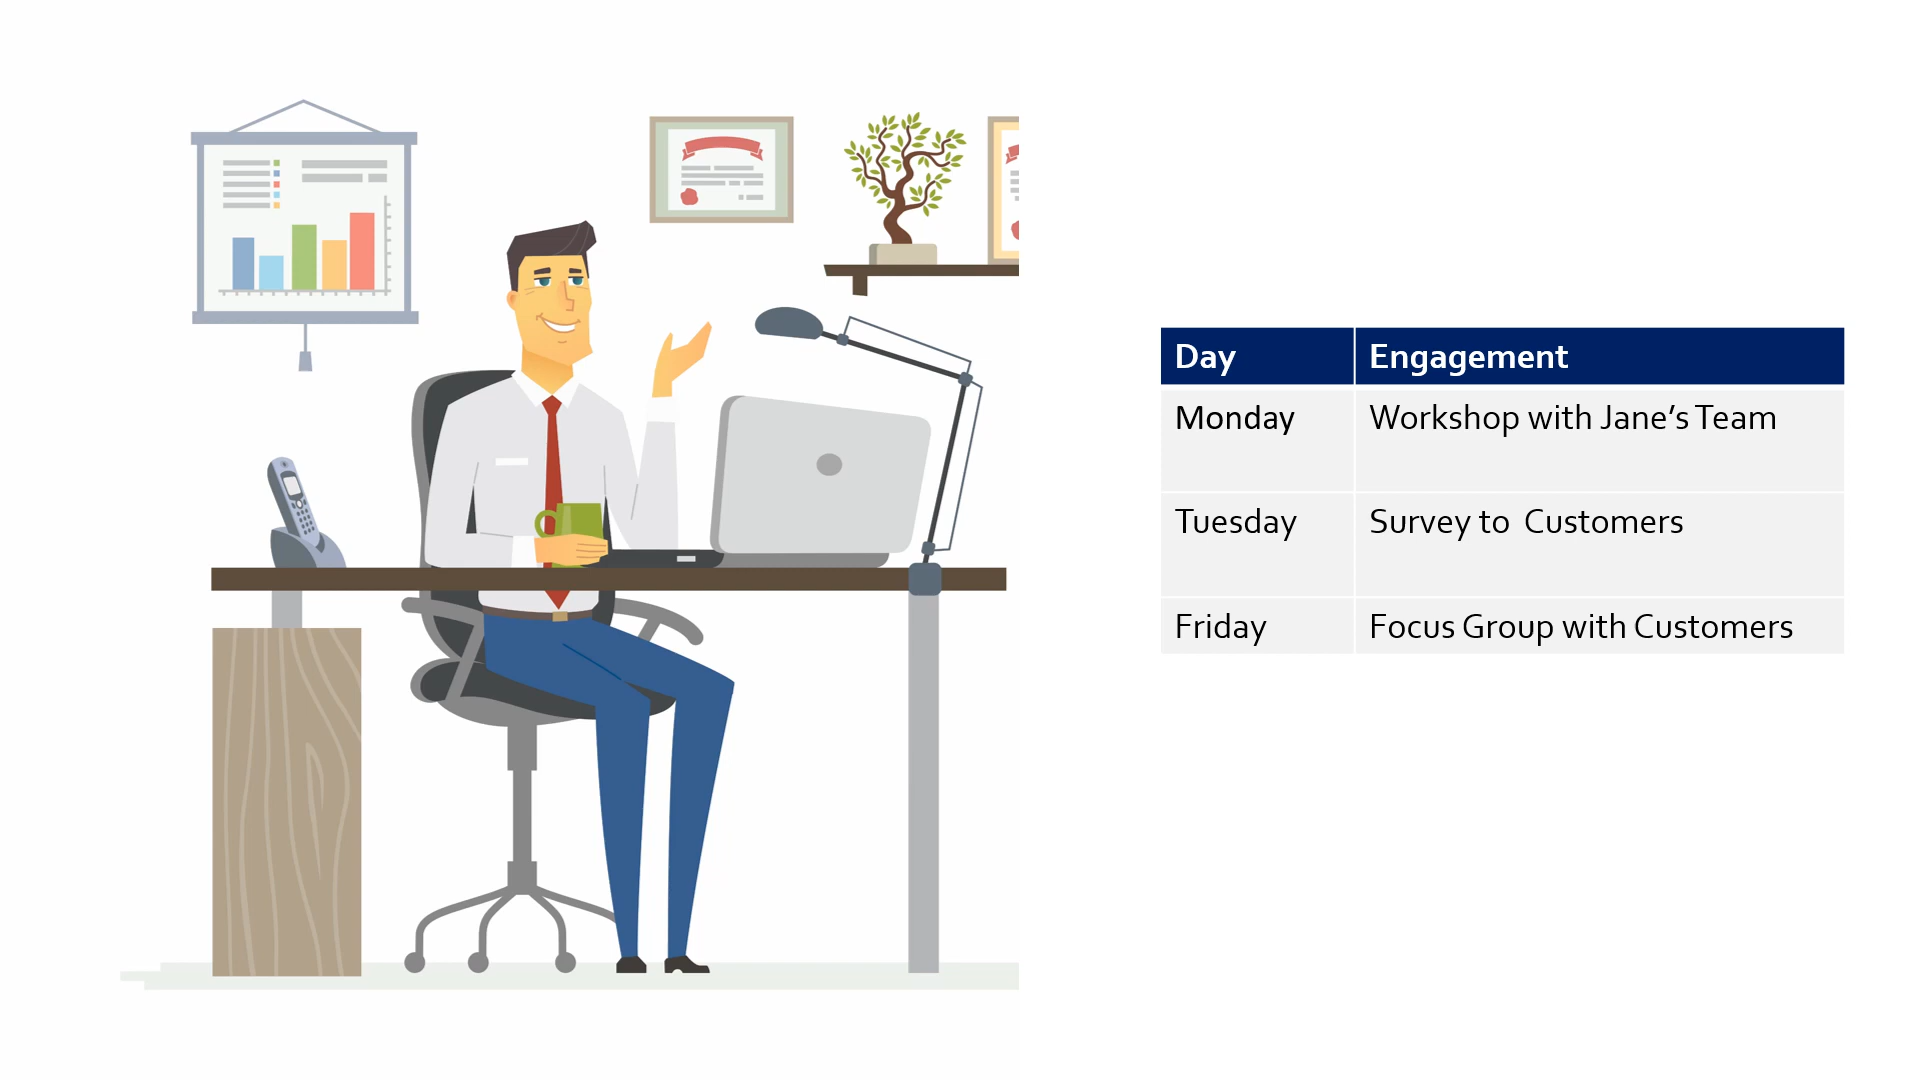 Day Engagement
Monday Workshop with Jane’s Team
Tuesday Survey to Customers
Friday Focus Group with Customers